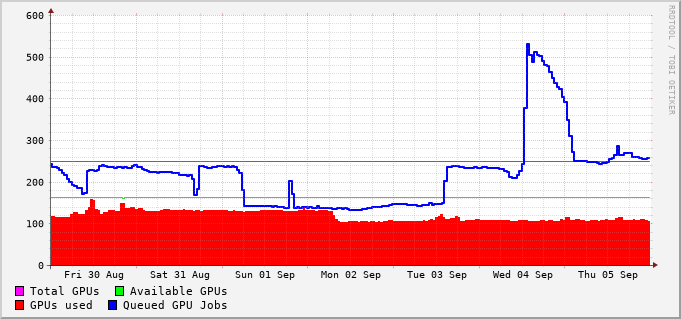 RRDTOOL / TOBI OETIKER
600
500
400
300
200
100
0
Fri 30 Aug Sat 31 Aug Sun 01 Sep Mon 02 Sep Tue 03 Sep Wed 04 Sep Thu 05 Sep
Total GPUs Available GPUs
GPUs used Queued GPU Jobs